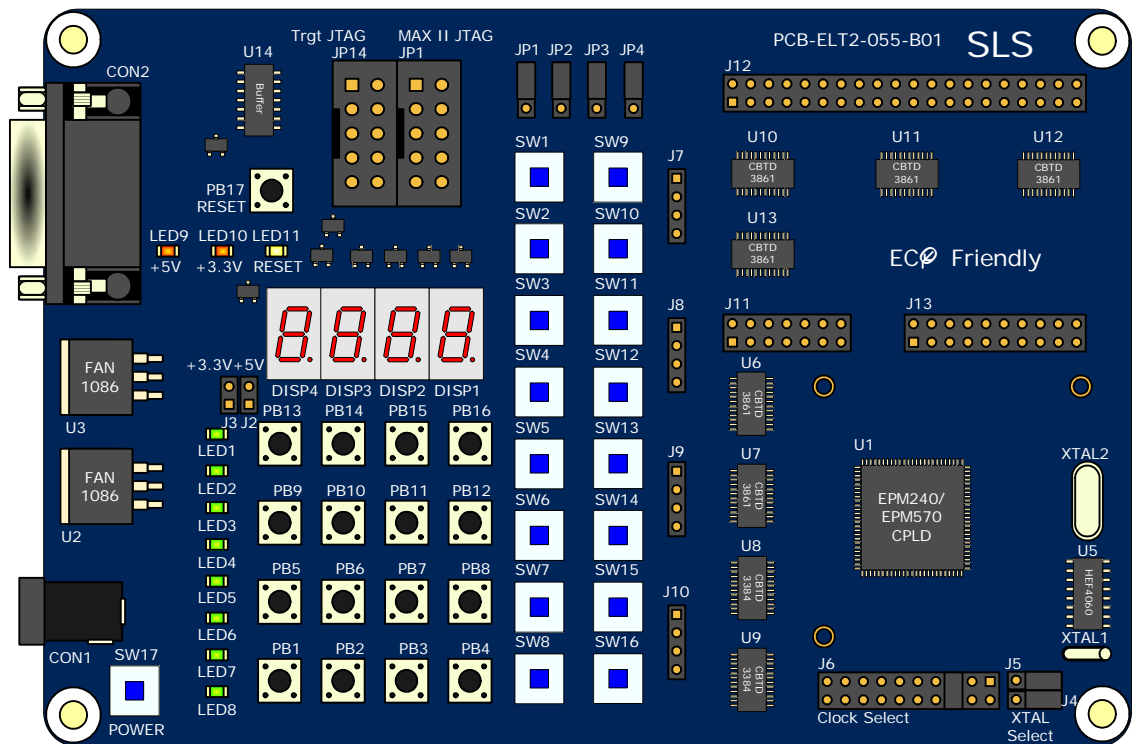 Trgt JTAG MAX II JTAG
PCB-ELT2-055-B01 SLS
U14 JP14 JP1 JP1 JP2 JP3 JP4
CON2
J12
Buffer
SW1 SW9
U10 U11 U12
J7
CBTD 3861
CBTD 3861
CBTD 3861
PB17
RESET
SW2 SW10
U13
CBTD 3861
LED9 LED10 LED11
+5V +3.3V RESET
EC Friendly
SW3 SW11
J8 J11 J13
8.8.8.8.
FAN
1086
U3
+3.3V +5V
J3 J2
DISP4 DISP3 DISP2 DISP1
SW4 SW12
U6
CBTD 3861
PB13 PB14 PB15 PB16
LED1
SW5 SW13
J9
U7
CBTD 3861
U1
EPM240/
EPM570
CPLD
XTAL2
FAN
1086
U2
LED2
PB9 PB10 PB11 PB12
LED3
SW6 SW14
LED4
U8
CBTD 3384
U5
HEF4060
PB5 PB6 PB7 PB8
LED5
SW7 SW15
J10
LED6
XTAL1
CON1
SW17
POWER
PB1 PB2 PB3 PB4
LED7
LED8
SW8 SW16
U9
CBTD 3384
J6 J5
J4
Clock Select
XTAL
Select